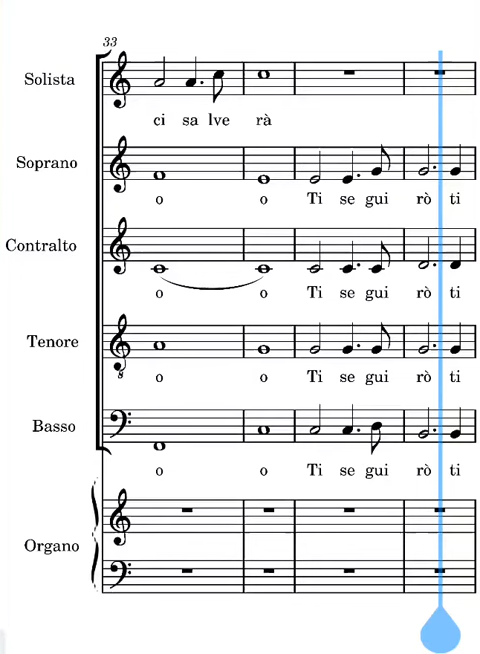 33
Solista
ci sa lve rà
Soprano
o o Ti se gui rò ti
Contralto
o o Ti se gui rò ti
Tenore
o o Ti se gui rò ti
8
Basso
o o Ti se gui rò ti
Organo